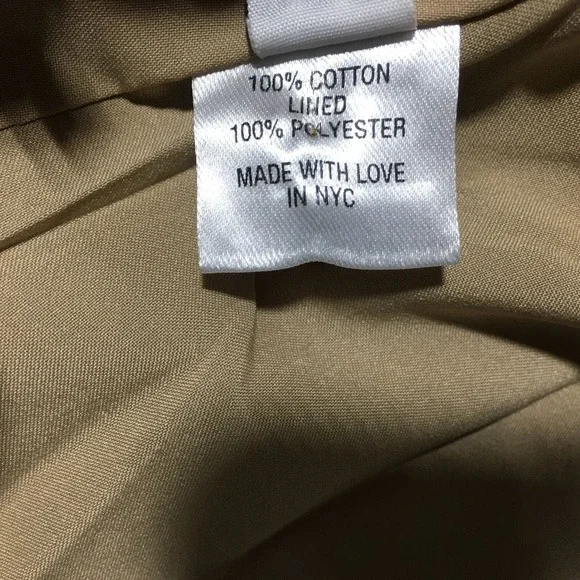 100% COTTON
LINED
100% POLYESTER
MADE WITH LOVE
IN NYC